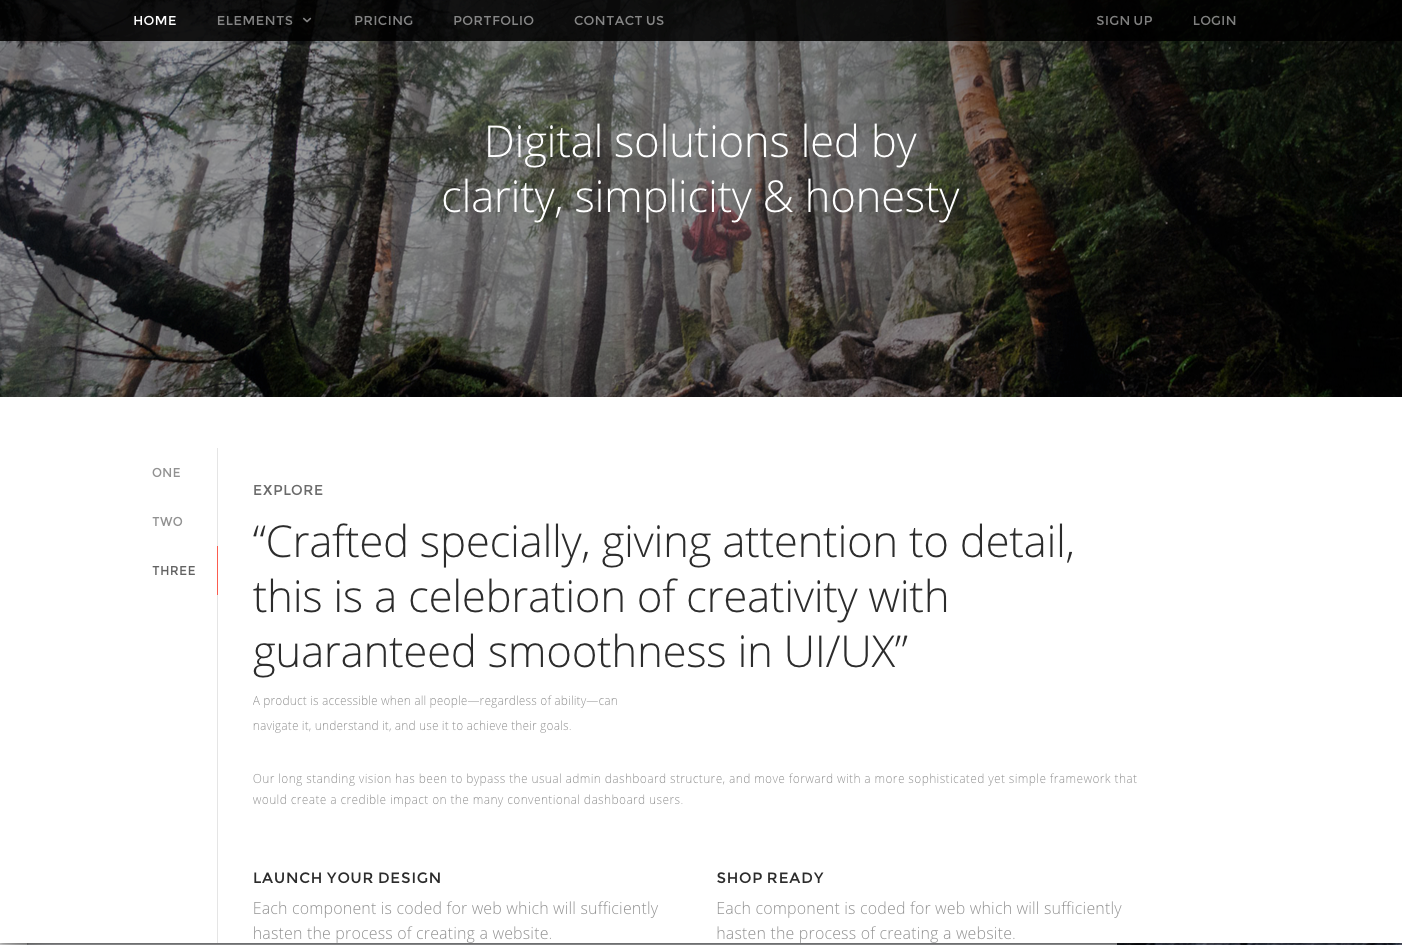 HOME ELEMENTS PRICING PORTFOLIO CONTACT US SIGN UP LOGIN
Digital solutions led by
clarity, simplicity & honesty
ONE
TWO
THREE
EXPLORE
“Crafted specially, giving attention to detail,
this is a celebration of creativity with
guaranteed smoothness in UI/UX”
A product is accessible when all people—regardless of ability—can
navigate it, understand it, and use it to achieve their goals.
Our long standing vision has been to bypass the usual admin dashboard structure, and move forward with a more sophisticated yet simple framework that
would create a credible impact on the many conventional dashboard users.
LAUNCH YOUR DESIGN
Each component is coded for web which will sufficiently
hasten the process of creating a website.
SHOP READY
Each component is coded for web which will sufficiently
hasten the process of creating a website.